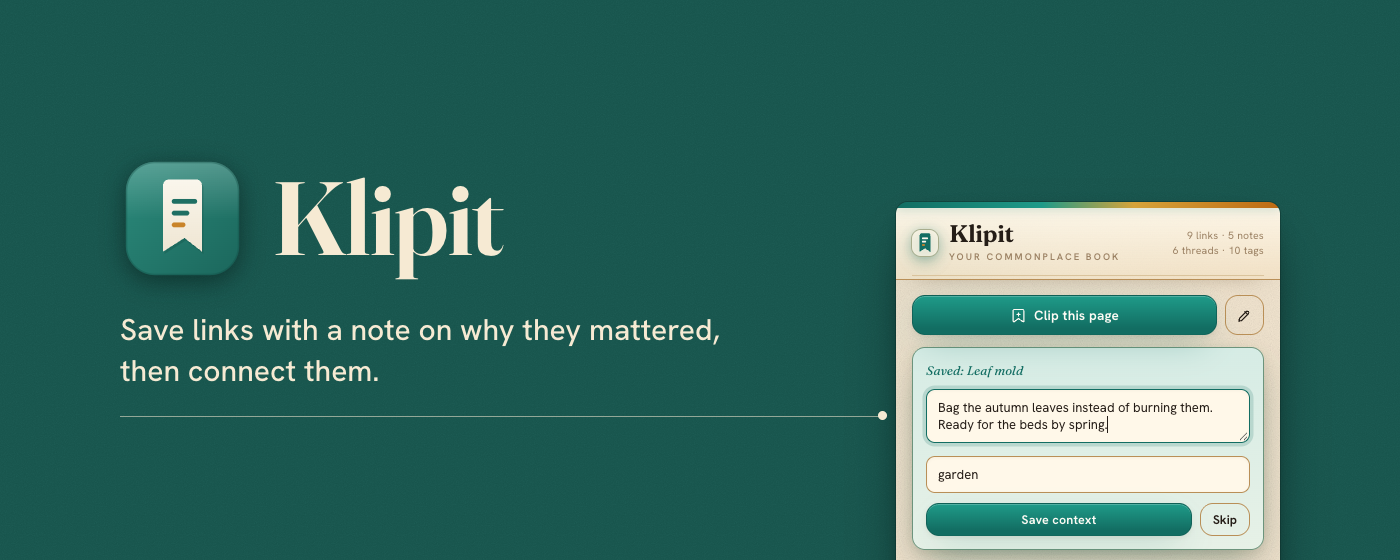 Klipit
Save links with a note on why they mattered,
then connect them.
Klipit
YOUR COMMONPLACE BOOK
9 links · 5 notes
6 threads · 10 tags
Clip this page
Saved: Leaf mold
Bag the autumn leaves instead of burning them.
Ready for the beds by spring.
garden
Save context
Skip